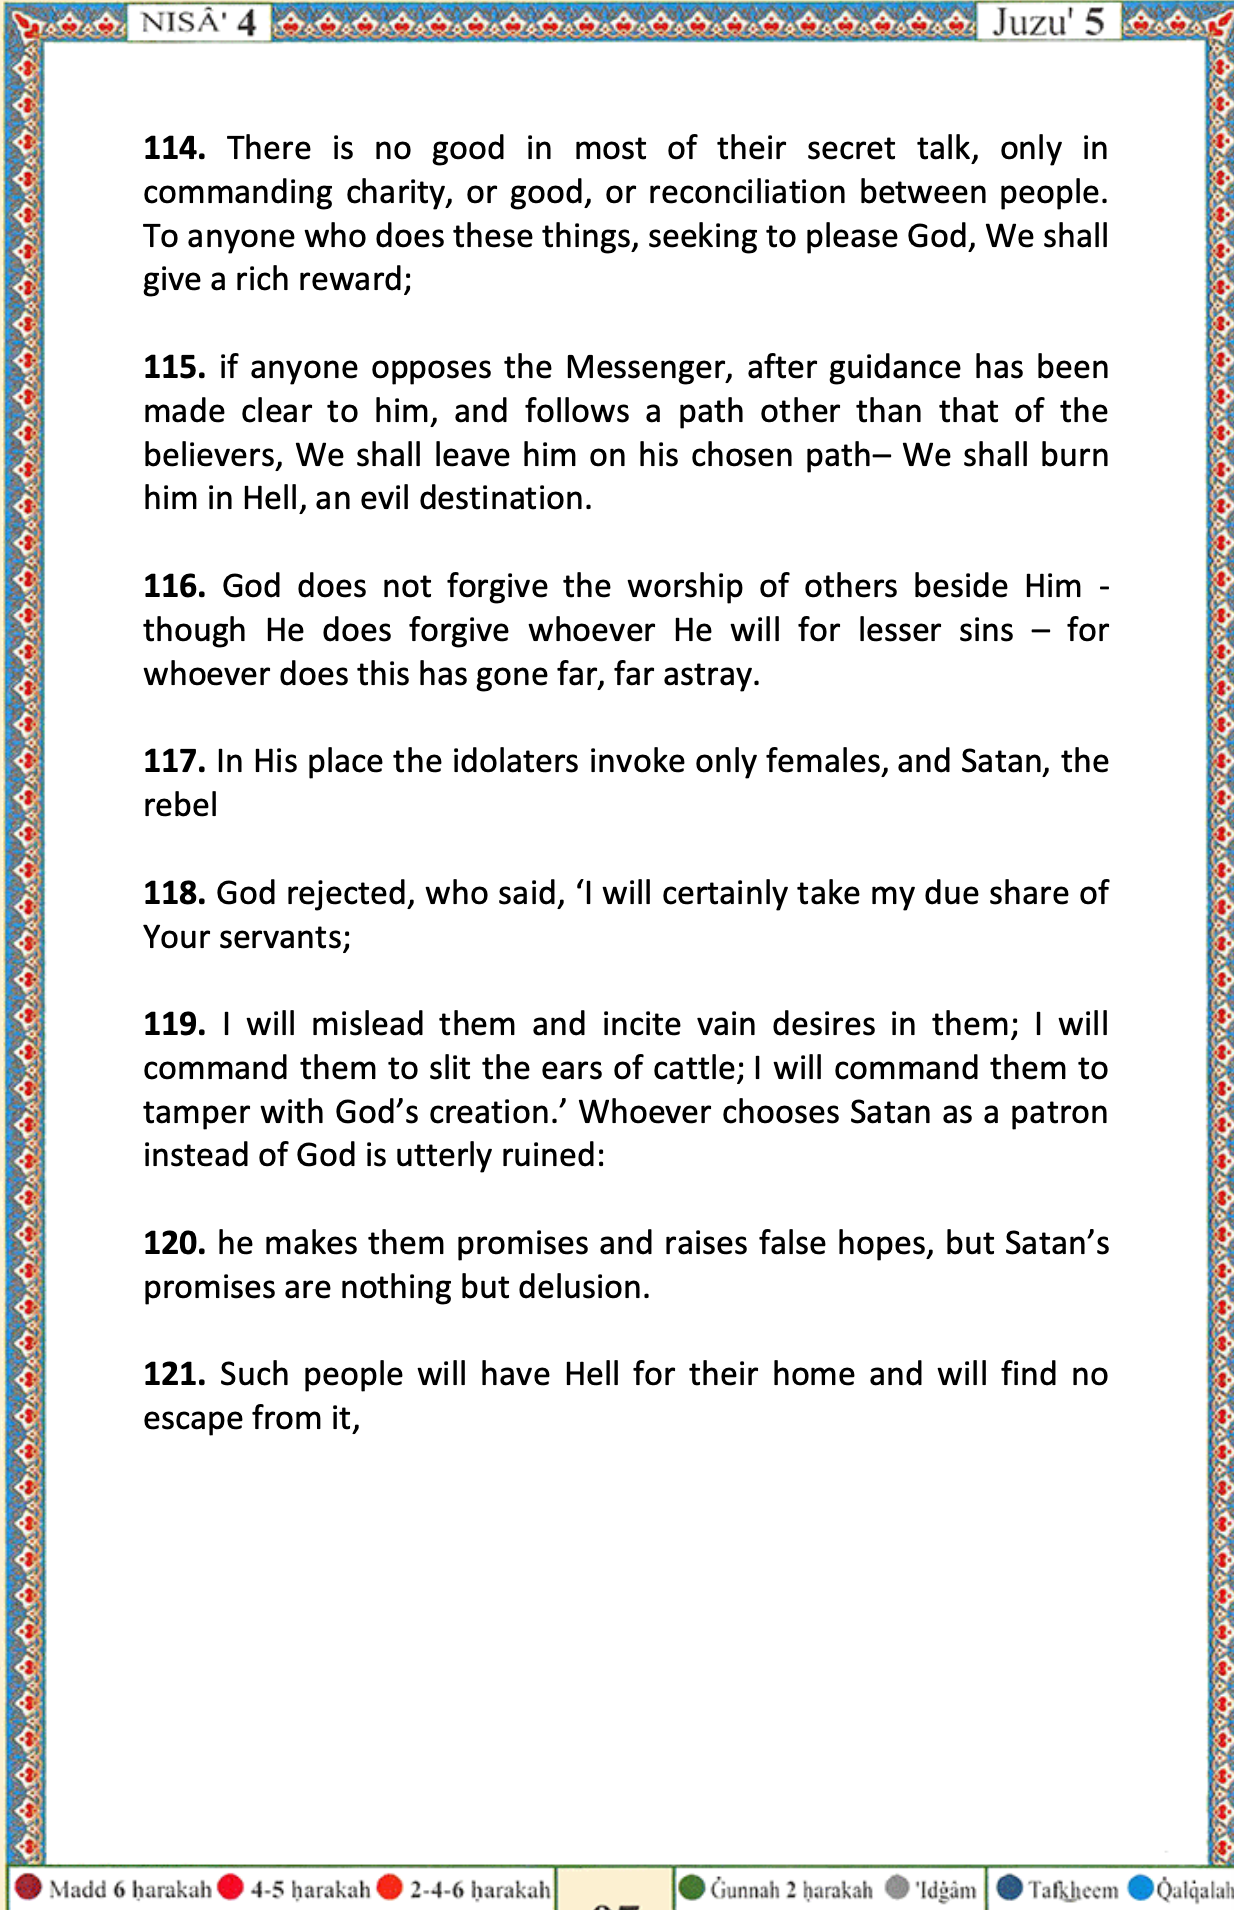 NISÂ' 4
Juzu' 5
114. There is no good in most of their secret talk, only in
commanding charity, or good, or reconciliation between people.
To anyone who does these things, seeking to please God, We shall
give a rich reward;
115. if anyone opposes the Messenger, after guidance has been
made clear to him, and follows a path other than that of the
believers, We shall leave him on his chosen path– We shall burn
him in Hell, an evil destination.
116. God does not forgive the worship of others beside Him -
though He does forgive whoever He will for lesser sins – for
whoever does this has gone far, far astray.
117. In His place the idolaters invoke only females, and Satan, the
rebel
118. God rejected, who said, ‘I will certainly take my due share of
Your servants;
119. I will mislead them and incite vain desires in them; I will
command them to slit the ears of cattle; I will command them to
tamper with God’s creation.’ Whoever chooses Satan as a patron
instead of God is utterly ruined:
120. he makes them promises and raises false hopes, but Satan’s
promises are nothing but delusion.
121. Such people will have Hell for their home and will find no
escape from it,
Madd 6 ḥarakah 4-5 ḥarakah 2-4-6 ḥarakah Ġunnah 2 ḥarakah 'Idġâm Tafkheem Qalqalah